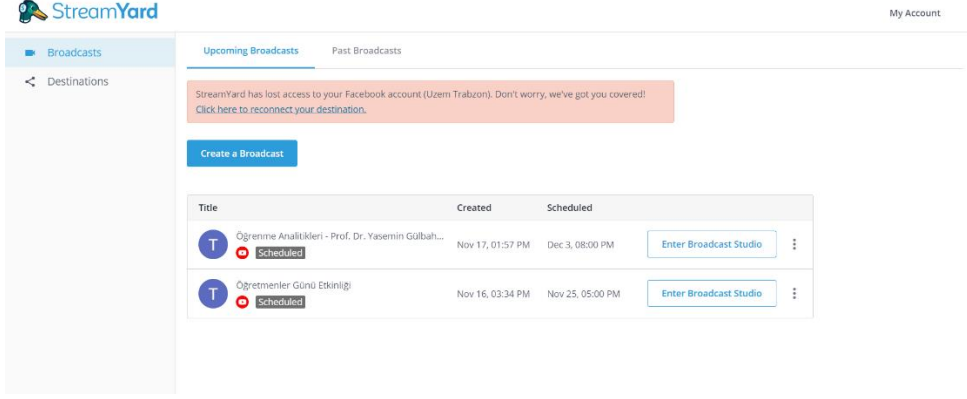 StreamYard
My Account
Broadcasts
Destinations
Upcoming Broadcasts Past Broadcasts
StreamYard has lost access to your Facebook account (Uzem Trabzon). Don't worry, we've got you covered!
Click here to reconnect your destination.
Create a Broadcast
Title Created Scheduled
T
Öğrenme Analitikleri - Prof. Dr. Yasemin Gülbah...
Scheduled
Nov 17, 01:57 PM Dec 3, 08:00 PM Enter Broadcast Studio
T
Öğretmenler Günü Etkinliği
Scheduled
Nov 16, 03:34 PM Nov 25, 05:00 PM Enter Broadcast Studio